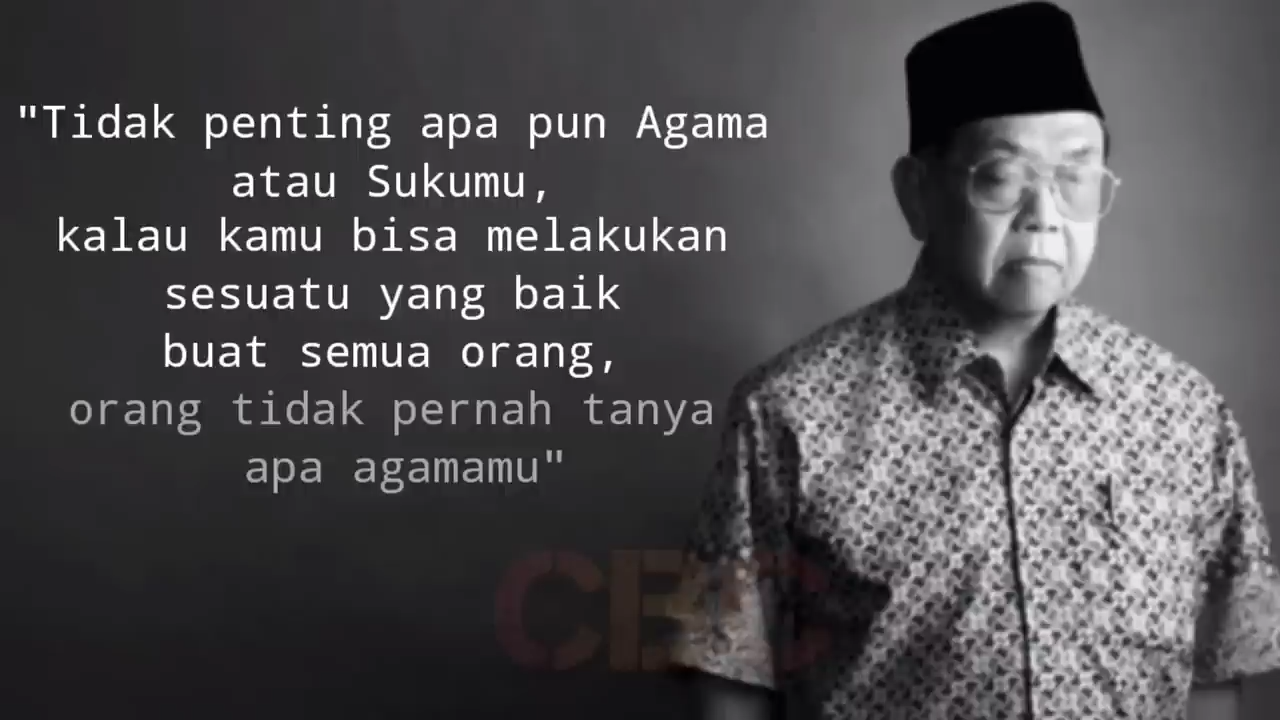 "Tidak penting apa pun Agama
atau Sukumu,
kalau kamu bisa melakukan
sesuatu yang baik
buat semua orang,
orang tidak pernah tanya
apa agamamu"
CBC